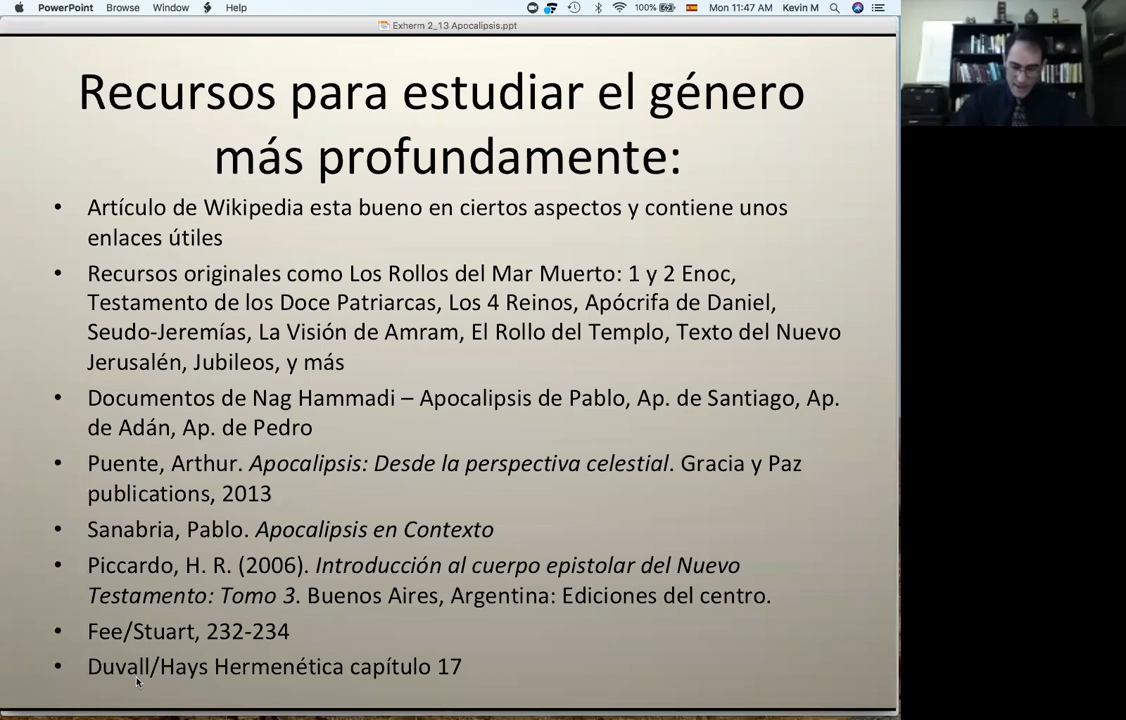 PowerPoint Browse Window Help 100% Mon 11:47 AM Kevin M
Exherm 2_13 Apocalipsis.ppt
Recursos para estudiar el género
más profundamente:
• Artículo de Wikipedia esta bueno en ciertos aspectos y contiene unos
enlaces útiles
• Recursos originales como Los Rollos del Mar Muerto: 1 y 2 Enoc,
Testamento de los Doce Patriarcas, Los 4 Reinos, Apócrifa de Daniel,
Seudo-Jeremías, La Visión de Amram, El Rollo del Templo, Texto del Nuevo
Jerusalén, Jubileos, y más
• Documentos de Nag Hammadi – Apocalipsis de Pablo, Ap. de Santiago, Ap.
de Adán, Ap. de Pedro
• Puente, Arthur. Apocalipsis: Desde la perspectiva celestial. Gracia y Paz
publications, 2013
• Sanabria, Pablo. Apocalipsis en Contexto
• Piccardo, H. R. (2006). Introducción al cuerpo epistolar del Nuevo
Testamento: Tomo 3. Buenos Aires, Argentina: Ediciones del centro.
• Fee/Stuart, 232-234
• Duvall/Hays Hermenética capítulo 17